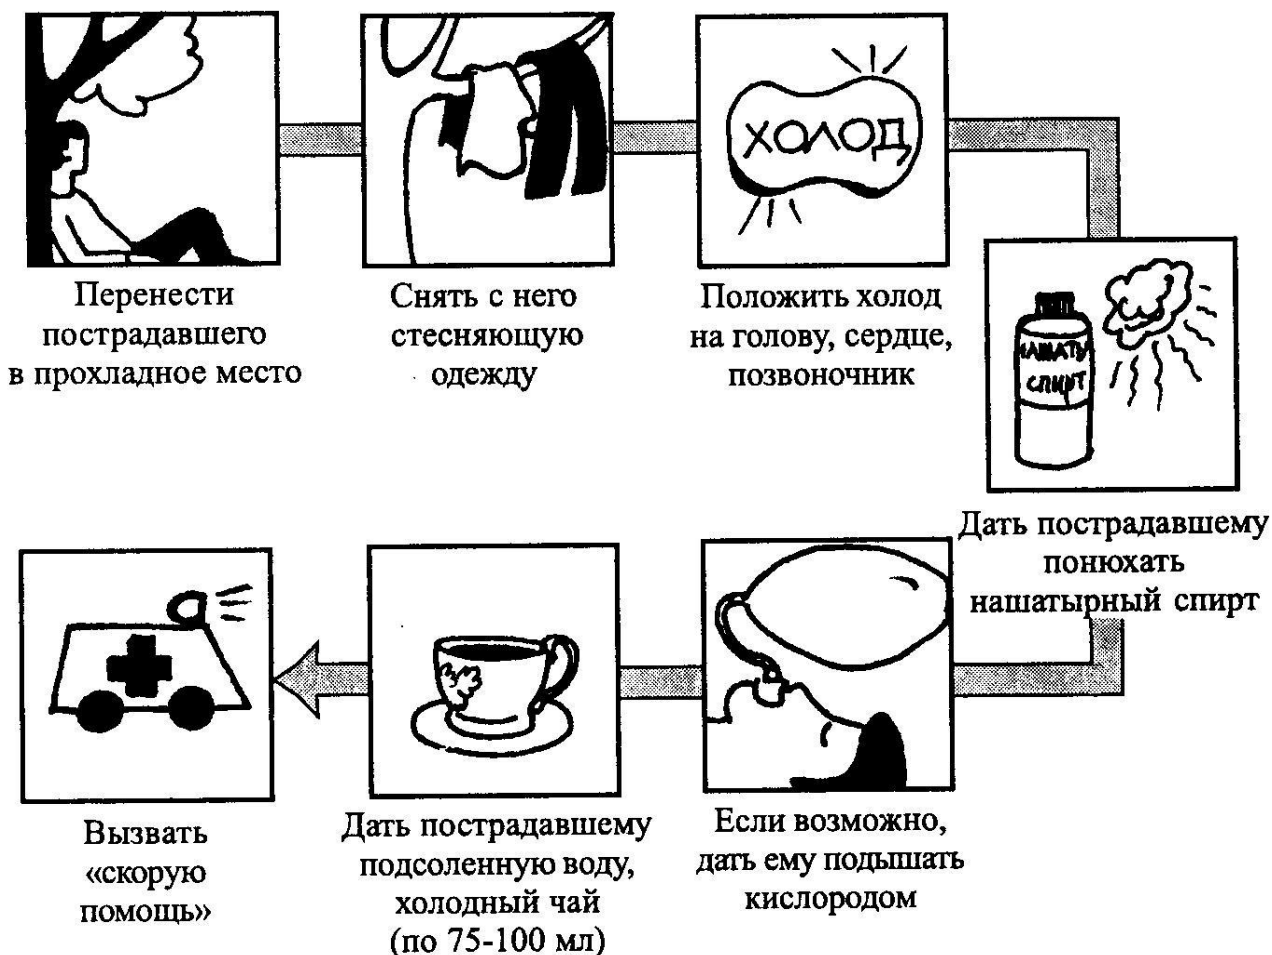 Перенести
пострадавшего
в прохладное место
Снять с него
стесняющую
одежду
ХОЛОД
Положить холод
на голову, сердце,
позвоночник
СПИРТ
Дать пострадавшему
понюхать
нашатырный спирт
Если возможно,
дать ему подышать
кислородом
Дать пострадавшему
подсоленную воду,
холодный чай
(по 75-100 мл)
Вызвать
«скорую
помощь»